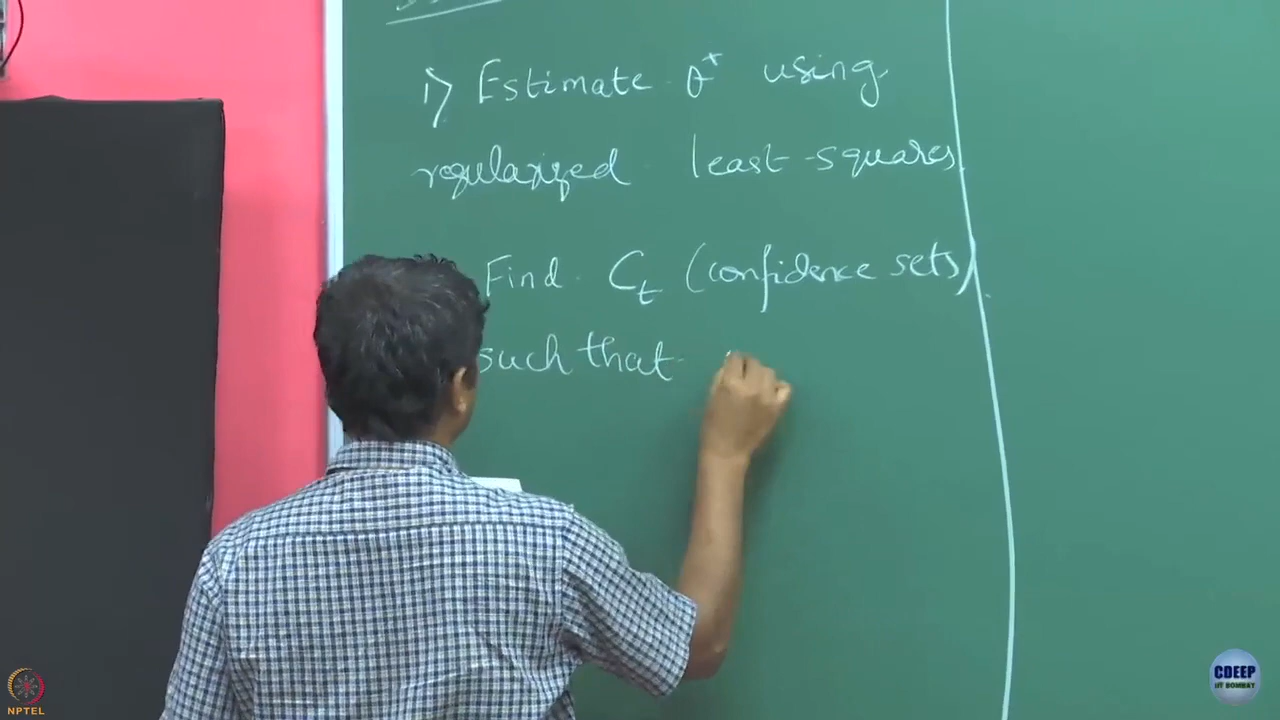 1) Estimate θ* using
regularized least-squares
Find C_t (confidence sets)
such that
NPTEL
CDEEP
IIT BOMBAY